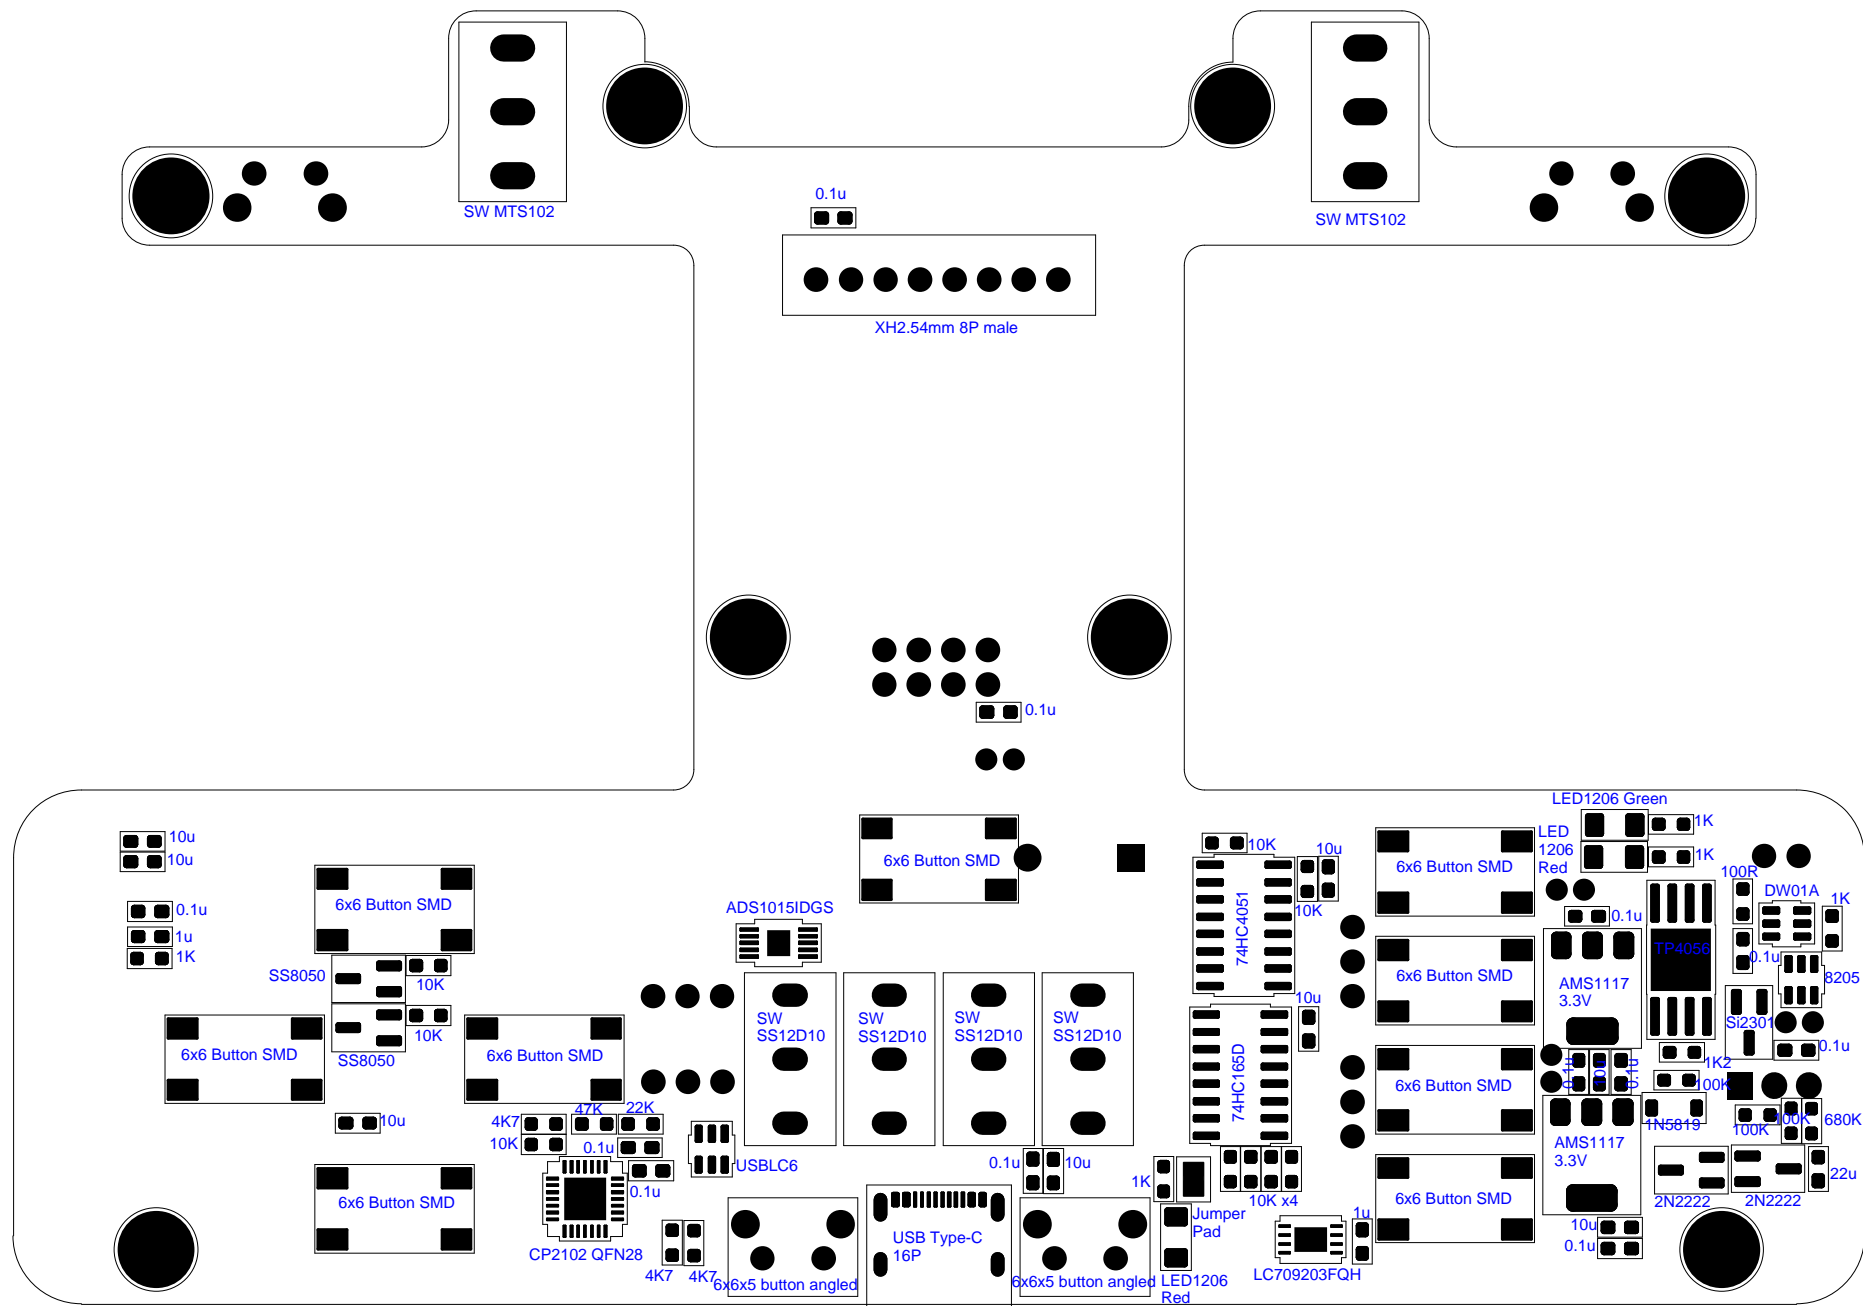 SW MTS102
0.1u
SW MTS102
XH2.54mm 8P male
0.1u
LED1206 Green
10u
10u
6x6 Button SMD
10K
10u
6x6 Button SMD
LED
1206
Red
1K
1K
100R
DW01A
1K
0.1u
1u
1K
6x6 Button SMD
ADS1015IDGS
74HC4051
10K
0.1u
TP4056
0.1u
8205
SS8050
10K
10K
SS8050
6x6 Button SMD
6x6 Button SMD
SW
SS12D10
SW
SS12D10
SW
SS12D10
SW
SS12D10
10u
74HC165D
6x6 Button SMD
6x6 Button SMD
AMS1117
3.3V
Si2301
0.1u
1K2
0.1u
10u
0.1u
100K
1N5819
100K
100K
680K
10u
4K7
47K
22K
10K
0.1u
0.1u
USBLC6
0.1u
10u
1K
10K x4
AMS1117
3.3V
2N2222
2N2222
22u
6x6 Button SMD
CP2102 QFN28
4K7
4K7
6x6x5 button angled
USB Type-C
16P
6x6x5 button angled
Jumper
Pad
LED1206
Red
LC709203FQH
1u
6x6 Button SMD
10u
0.1u